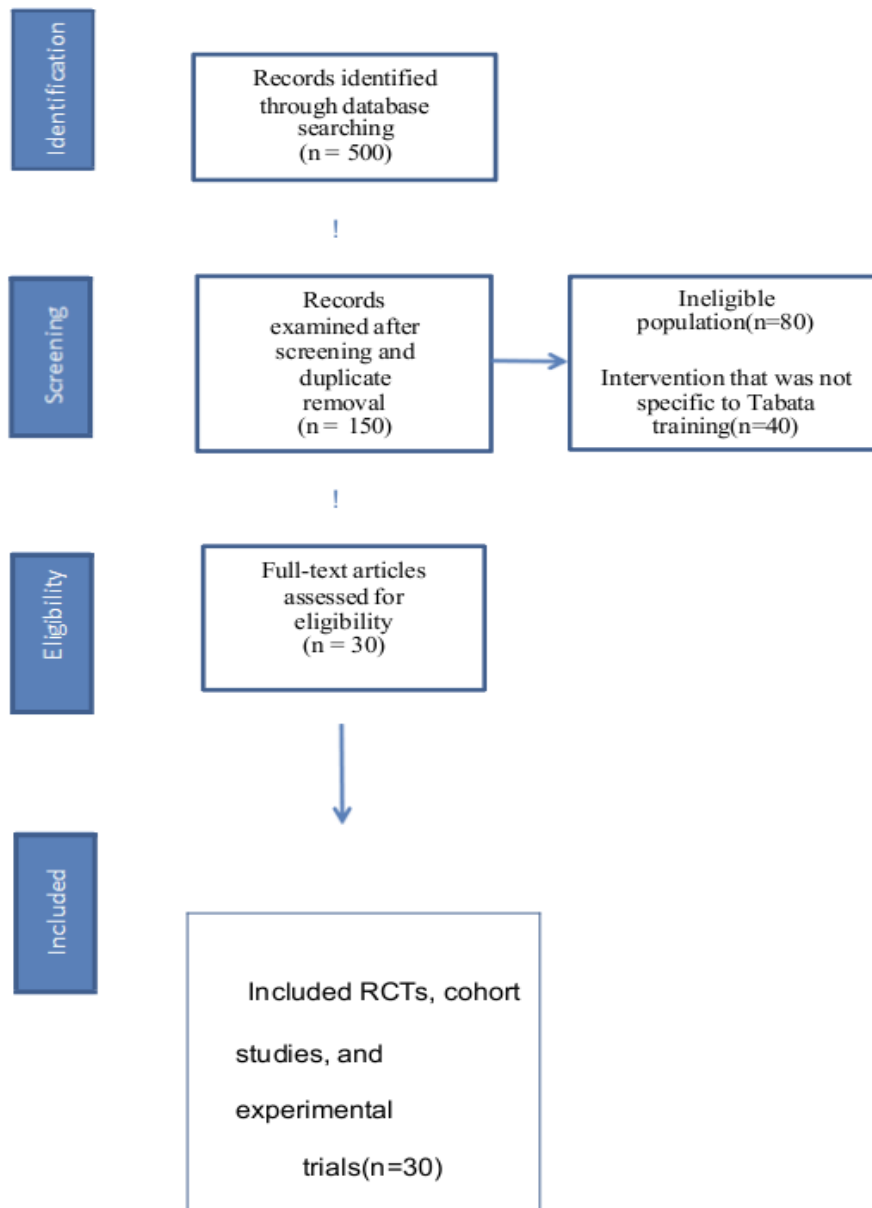 Identification
Records identified
through database
searching
(n = 500)
!
Screening
Records
examined after
screening and
duplicate
removal
(n = 150)
Ineligible
population(n=80)
Intervention that was not
specific to Tabata
training(n=40)
!
Eligibility
Full-text articles
assessed for
eligibility
(n = 30)
Included
Included RCTs, cohort
studies, and
experimental
trials(n=30)